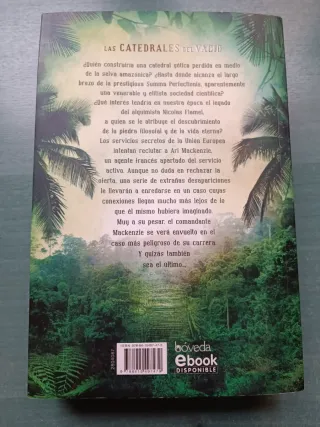 LAS CATEDRALES DEL VACÍO
¿Quién construiría una catedral gótica perdida en medio
de la selva amazónica? ¿Hasta dónde alcanza el largo
brazo de la prestigiosa Summa Perfectionis, aparentemente
una venerable y elitista sociedad científica?
¿Qué interés tendría en nuestra época el legado
del alquimista Nicolas Flamel,
a quien se le atribuye el descubrimiento
de la piedra filosofal y de la vida eterna?
Los servicios secretos de la Unión Europea
intentan reclutar a Ari Mackenzie,
un agente francés apartado del servicio
activo. Aunque no duda en rechazar la
oferta, una serie de extrañas desapariciones
le llevarán a enredarse en un caso cuyas
conexiones llegan mucho más lejos de lo
que él mismo hubiera imaginado.
Muy a su pesar, el comandante
Mackenzie se verá envuelto en el
caso más peligroso de su carrera.
Y quizás también
sea el último...
bóveda
ebook
DISPONIBLE